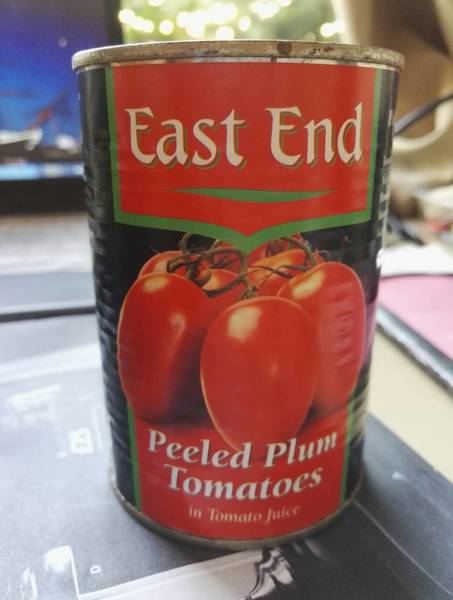 East End
Peeled Plum
Tomatoes
in Tomato Juice